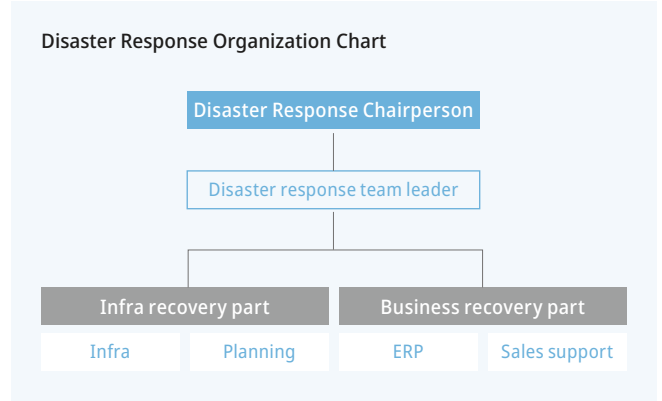 Disaster Response Organization Chart
Disaster Response Chairperson
Disaster response team leader
Infra recovery part
Business recovery part
Infra
Planning
ERP
Sales support